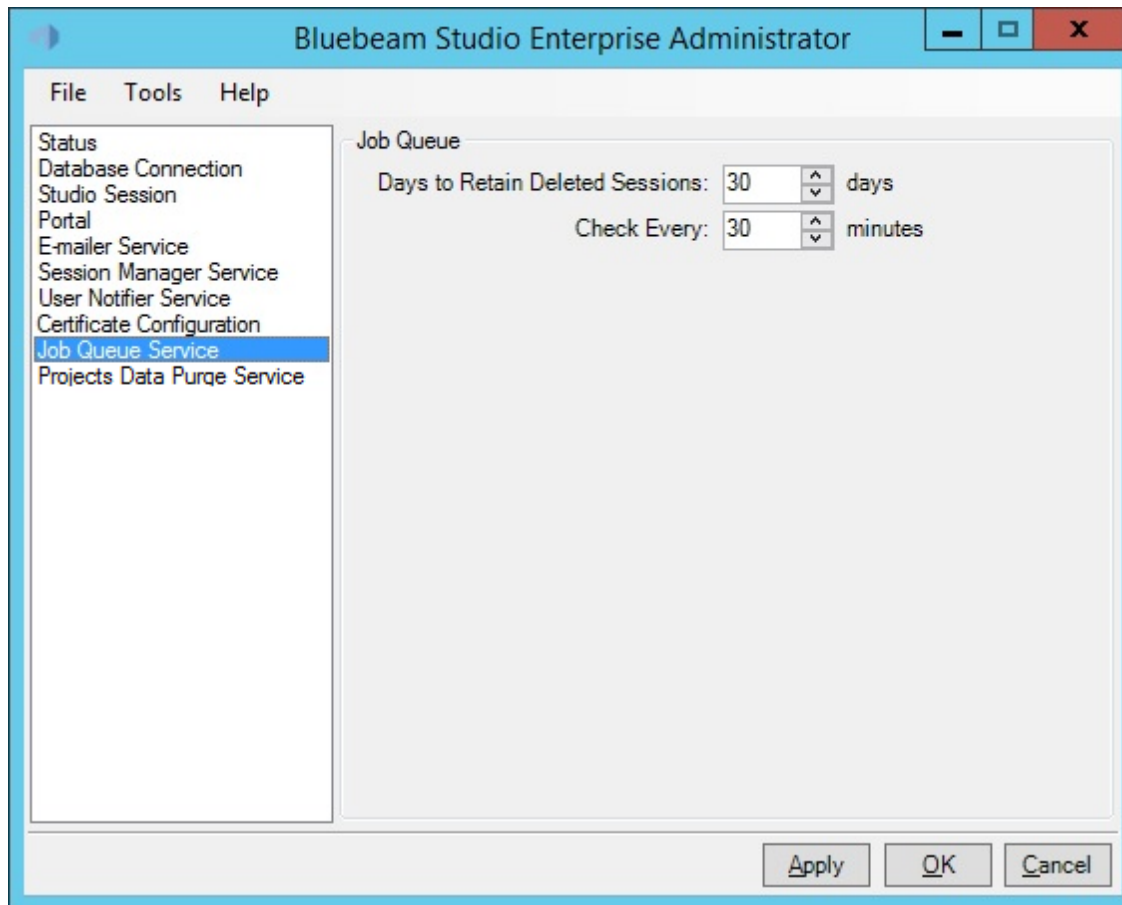 Bluebeam Studio Enterprise Administrator
File Tools Help
Status
Database Connection
Studio Session
Portal
E-mailer Service
Session Manager Service
User Notifier Service
Certificate Configuration
Job Queue Service
Projects Data Purge Service
Job Queue
Days to Retain Deleted Sessions: 30 days
Check Every: 30 minutes
Apply OK Cancel